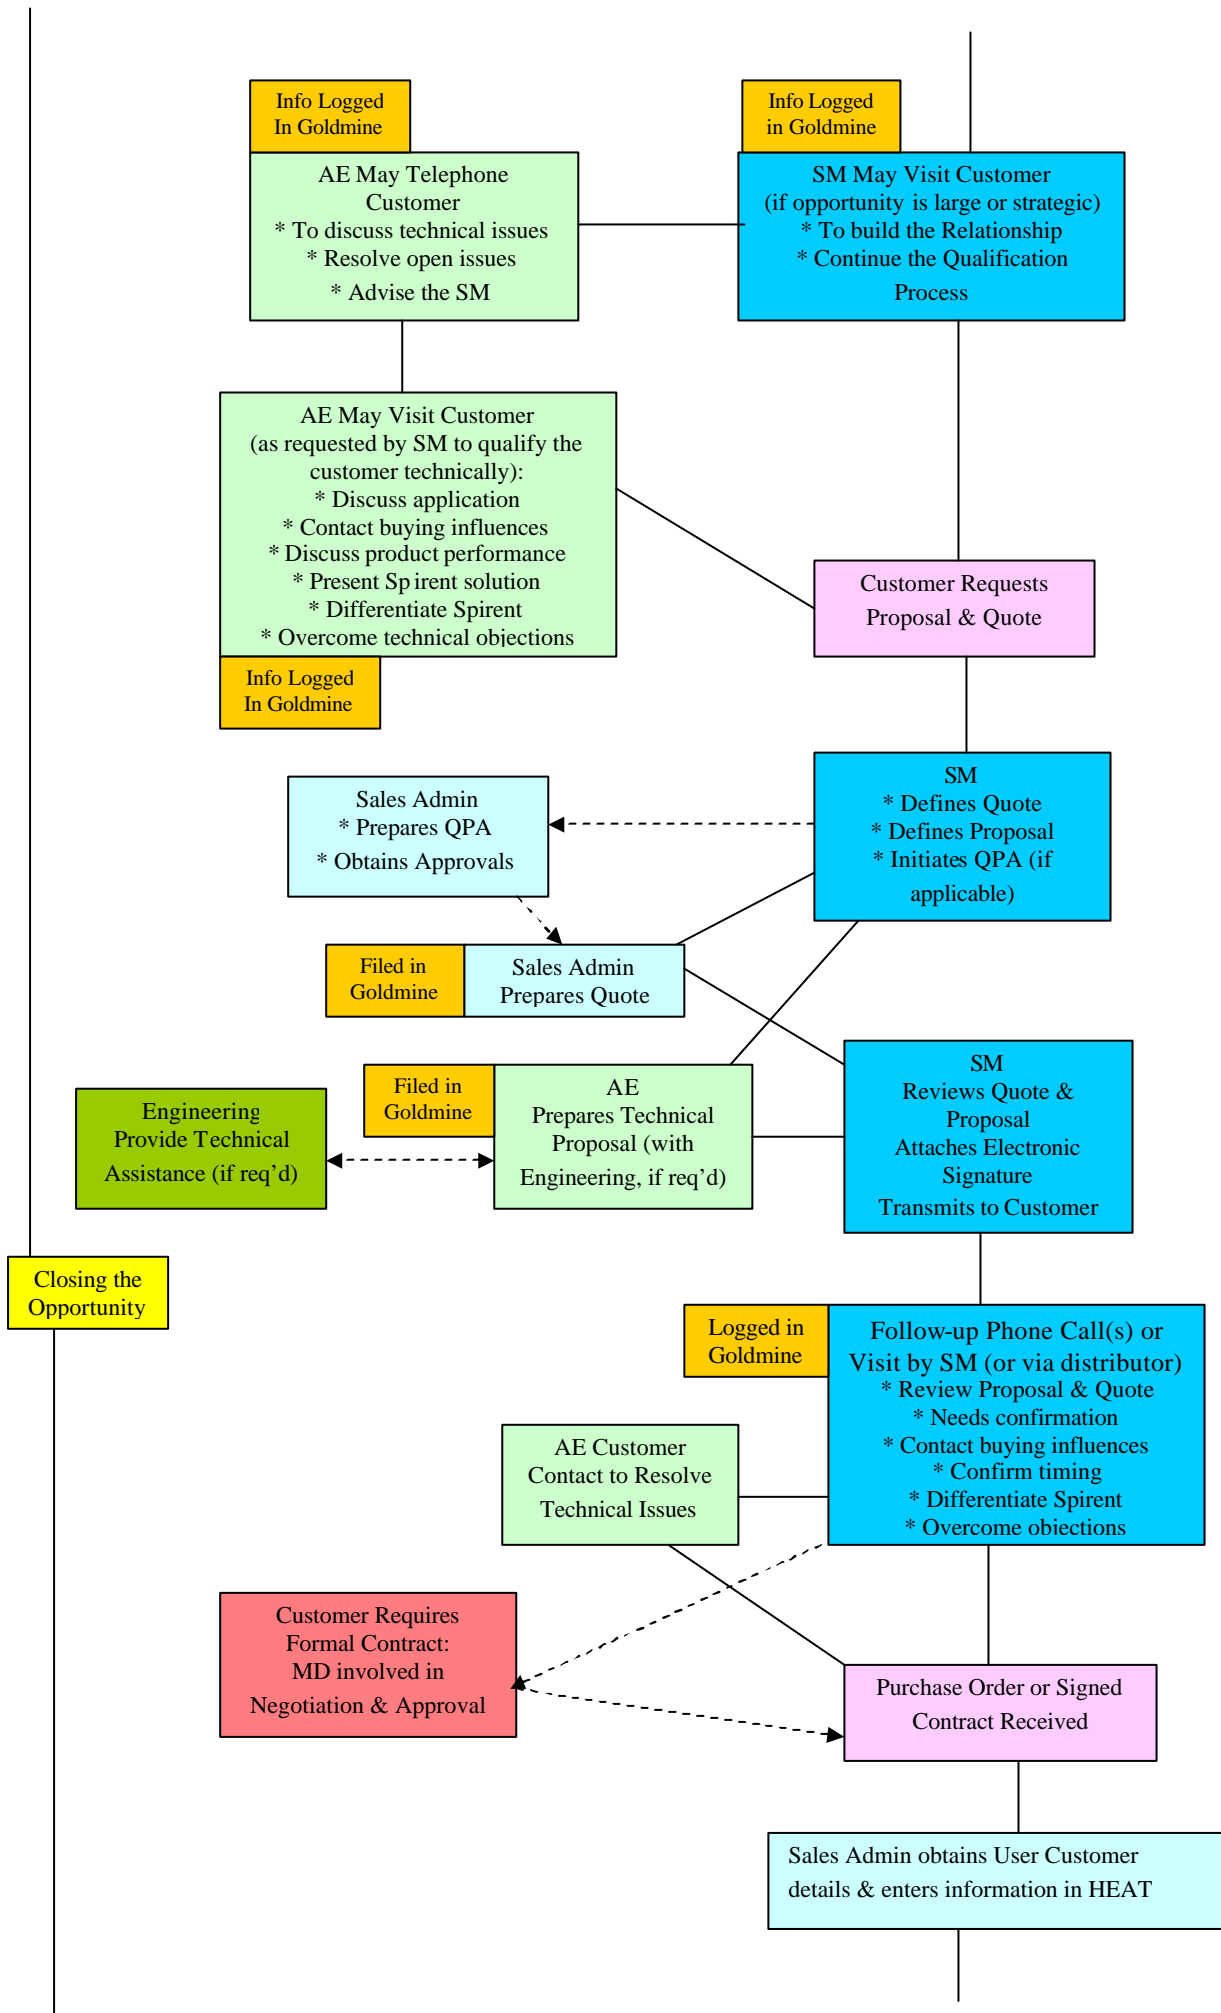 Info Logged
In Goldmine
Info Logged
in Goldmine
AE May Telephone
Customer
* To discuss technical issues
* Resolve open issues
* Advise the SM
SM May Visit Customer
(if opportunity is large or strategic)
* To build the Relationship
* Continue the Qualification
Process
AE May Visit Customer
(as requested by SM to qualify the
customer technically):
* Discuss application
* Contact buying influences
* Discuss product performance
* Present Spirent solution
* Differentiate Spirent
* Overcome technical objections
Info Logged
In Goldmine
Customer Requests
Proposal & Quote
SM
* Defines Quote
* Defines Proposal
* Initiates QPA (if
applicable)
Sales Admin
* Prepares QPA
* Obtains Approvals
Filed in
Goldmine
Sales Admin
Prepares Quote
SM
Reviews Quote &
Proposal
Attaches Electronic
Signature
Transmits to Customer
Filed in
Goldmine
AE
Prepares Technical
Proposal (with
Engineering, if req'd)
Engineering
Provide Technical
Assistance (if req'd)
Closing the
Opportunity
Logged in
Goldmine
Follow-up Phone Call(s) or
Visit by SM (or via distributor)
* Review Proposal & Quote
* Needs confirmation
* Contact buying influences
* Confirm timing
* Differentiate Spirent
* Overcome objections
AE Customer
Contact to Resolve
Technical Issues
Customer Requires
Formal Contract:
MD involved in
Negotiation & Approval
Purchase Order or Signed
Contract Received
Sales Admin obtains User Customer
details & enters information in HEAT